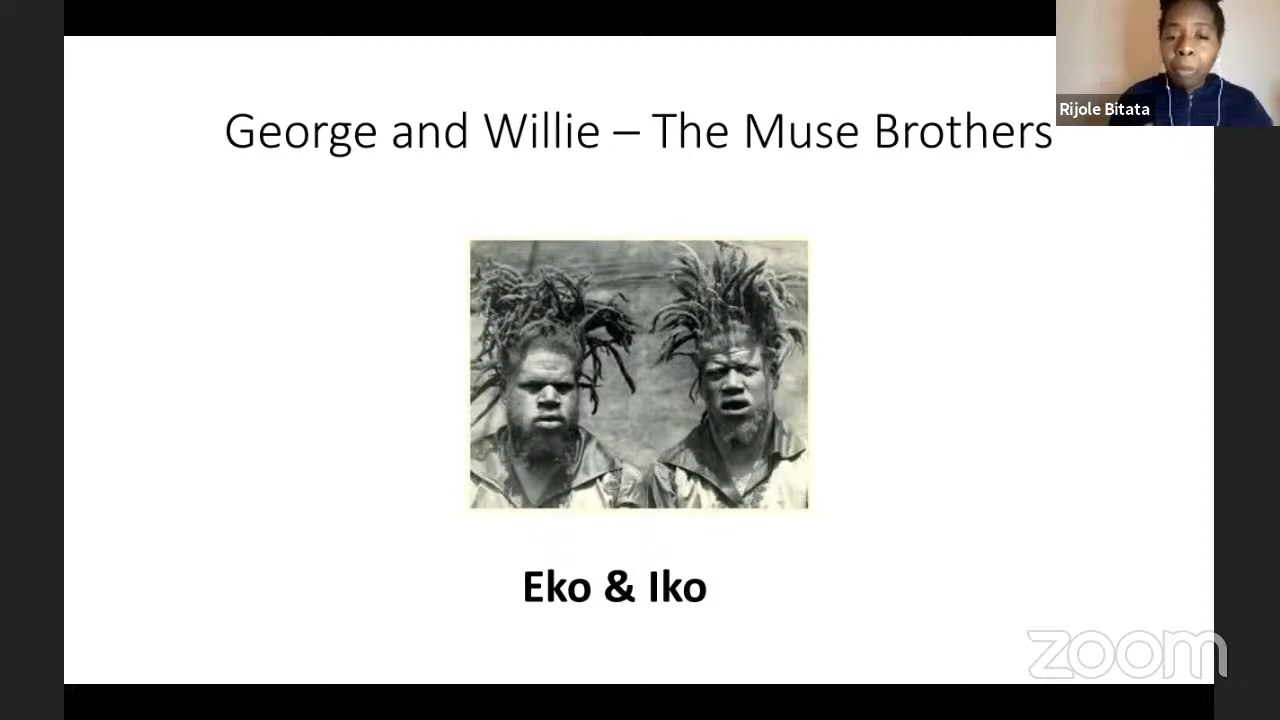 George and Willie – The Muse Brothers
Rijole Bitata
Eko & Iko
zoom